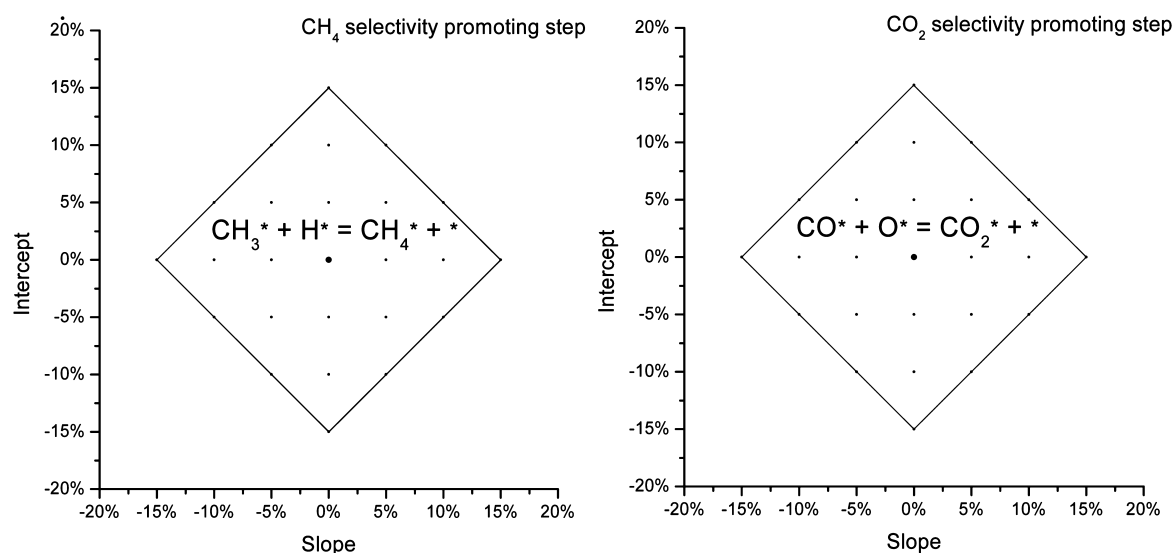 CH4 selectivity promoting step
20%
15%
10%
5%
0%
-5%
-10%
-15%
-20%
Intercept
CH3* + H* = CH4* + *
-20% -15% -10% -5% 0% 5% 10% 15% 20%
Slope
CO2 selectivity promoting step
20%
15%
10%
5%
0%
-5%
-10%
-15%
-20%
Intercept
CO* + O* = CO2* + *
-20% -15% -10% -5% 0% 5% 10% 15% 20%
Slope